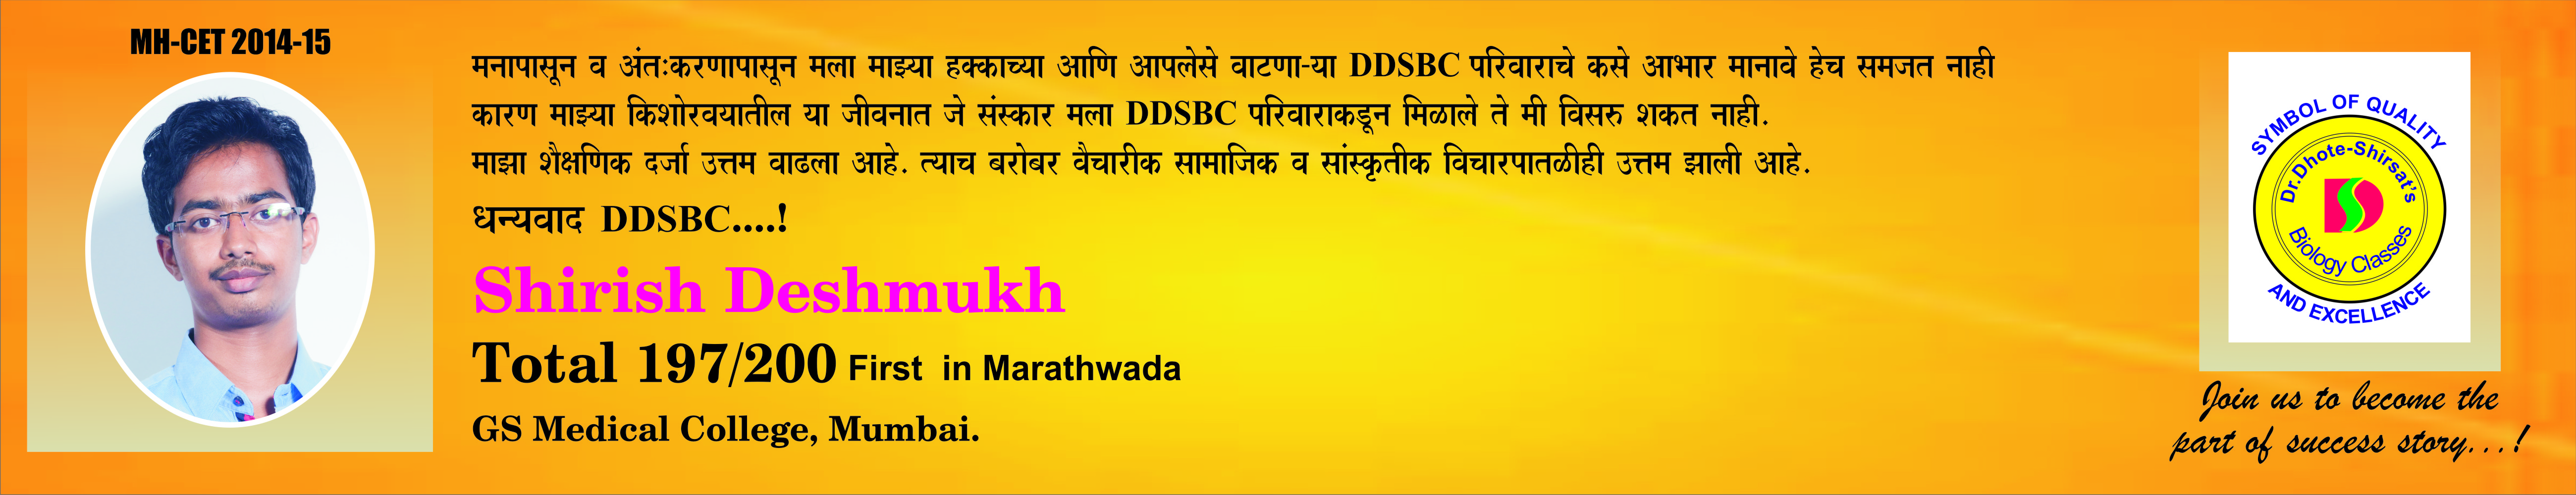 MH-CET 2014-15
मनापासून व अंतःकरणापासून मला माझ्या हक्काच्या आणि आपलेसे वाटणा-या DDSBC परिवाराचे कसे आभार मानावे हेच समजत नाही
कारण माझ्या किशोरवयातील या जीवनात जे संस्कार मला DDSBC परिवाराकडून मिळाले ते मी विसरु शकत नाही.
माझा शैक्षणिक दर्जा उत्तम वाढला आहे. त्याच बरोबर वैचारीक सामाजिक व सांस्कृतीक विचारपातळीही उत्तम झाली आहे.
धन्यवाद DDSBC....!
Shirish Deshmukh
Total 197/200 First in Marathwada
GS Medical College, Mumbai.
SYMBOL OF QUALITY
Dr.Dhote-Shirsat's
DS
Biology Classes
AND EXCELLENCE
Join us to become the
part of success story...!